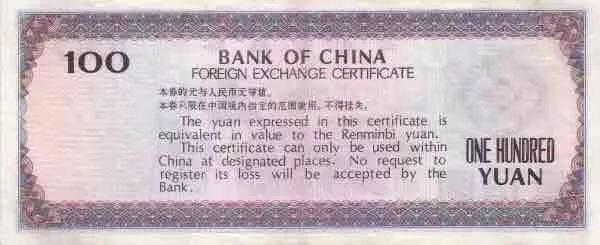 100
BANK OF CHINA
FOREIGN EXCHANGE CERTIFICATE
本券的元与人民币元等值。
本券只限在中国境内指定的范围使用，不得挂失。
The yuan expressed in this certificate is
equivalent in value to the Renminbi yuan.
This certificate can only be used within
China at designated places. No request to
register its loss will be accepted by the
Bank.
ONE HUNDRED
YUAN